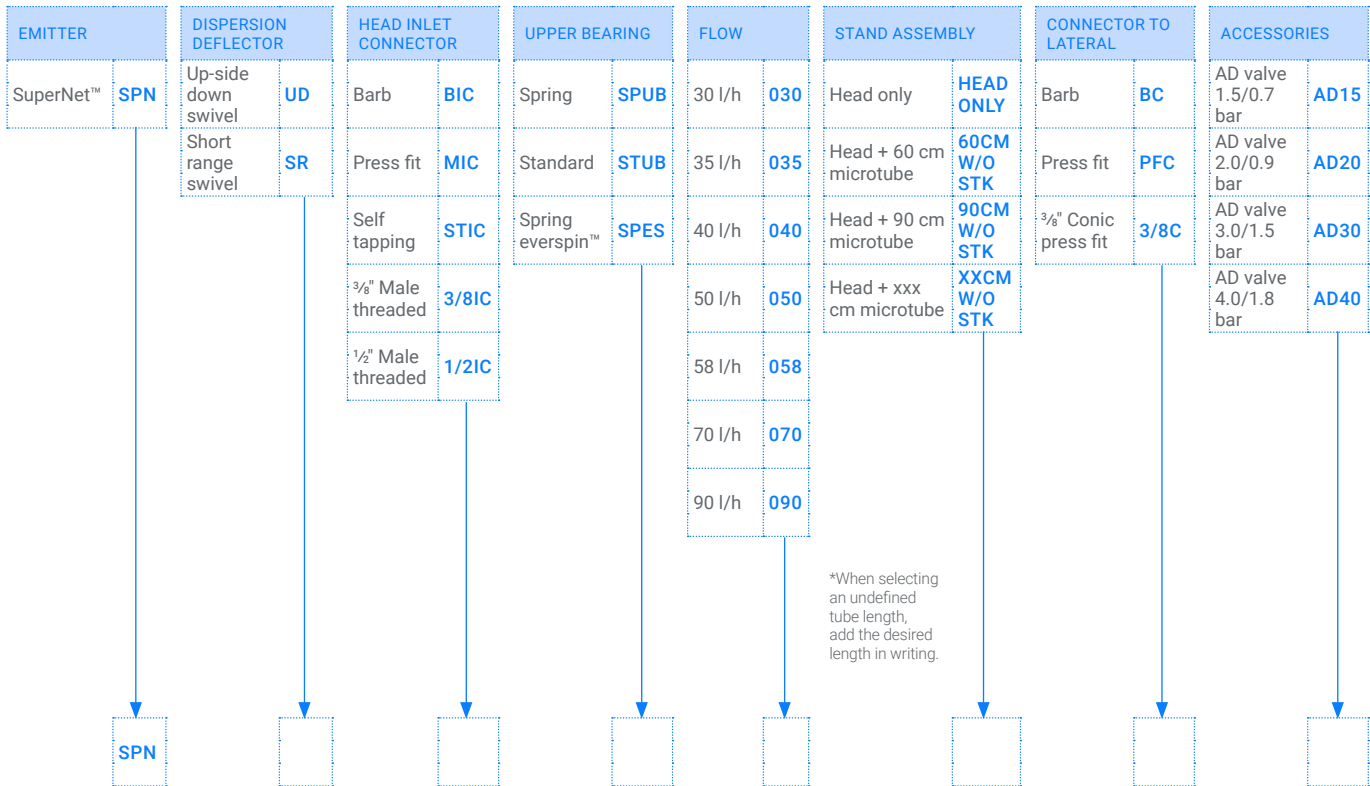 EMITTER
SuperNet™ SPN
DISPERSION
DEFLECTOR
Up-side
down
swivel
UD
Short
range
swivel
SR
HEAD INLET
CONNECTOR
Barb BIC
Press fit MIC
Self
tapping
STIC
⅜" Male
threaded
3/8IC
½" Male
threaded
1/2IC
UPPER BEARING
Spring SPUB
Standard STUB
Spring
everspin™
SPES
FLOW
30 l/h 030
35 l/h 035
40 l/h 040
50 l/h 050
58 l/h 058
70 l/h 070
90 l/h 090
STAND ASSEMBLY
Head only
HEAD
ONLY
Head + 60 cm
microtube
60CM
W/O
STK
Head + 90 cm
microtube
90CM
W/O
STK
Head + xxx
cm microtube
XXCM
W/O
STK
*When selecting
an undefined
tube length,
add the desired
length in writing.
CONNECTOR TO
LATERAL
Barb BC
Press fit PFC
⅜" Conic
press fit
3/8C
ACCESSORIES
AD valve
1.5/0.7
bar
AD15
AD valve
2.0/0.9
bar
AD20
AD valve
3.0/1.5
bar
AD30
AD valve
4.0/1.8
bar
AD40
SPN